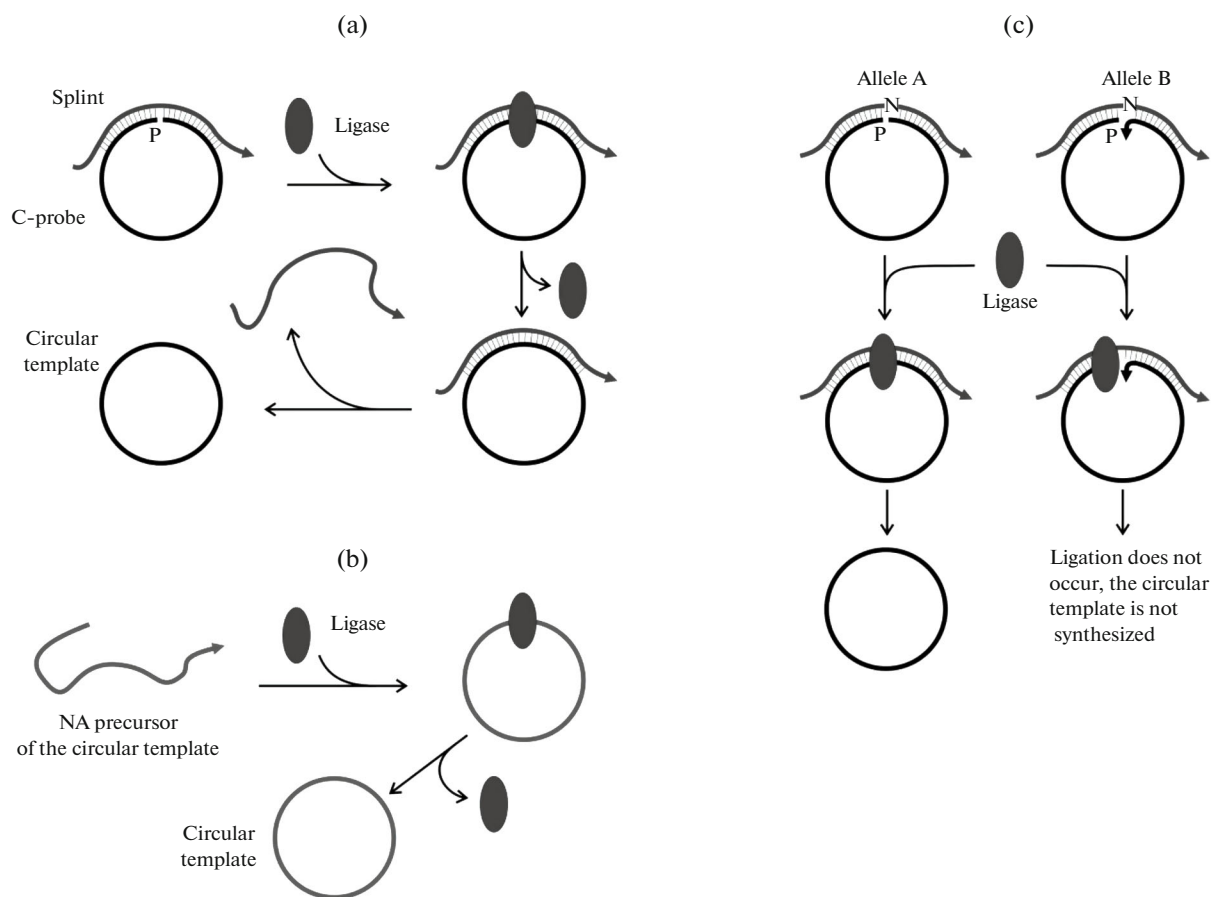 (a)
Splint
P
Ligase
C-probe
Circular
template
(b)
Ligase
NA precursor
of the circular template
Circular
template
(c)
Allele A
Allele B
N
N
P
P
Ligase
Ligation does not
occur, the circular
template is not
synthesized